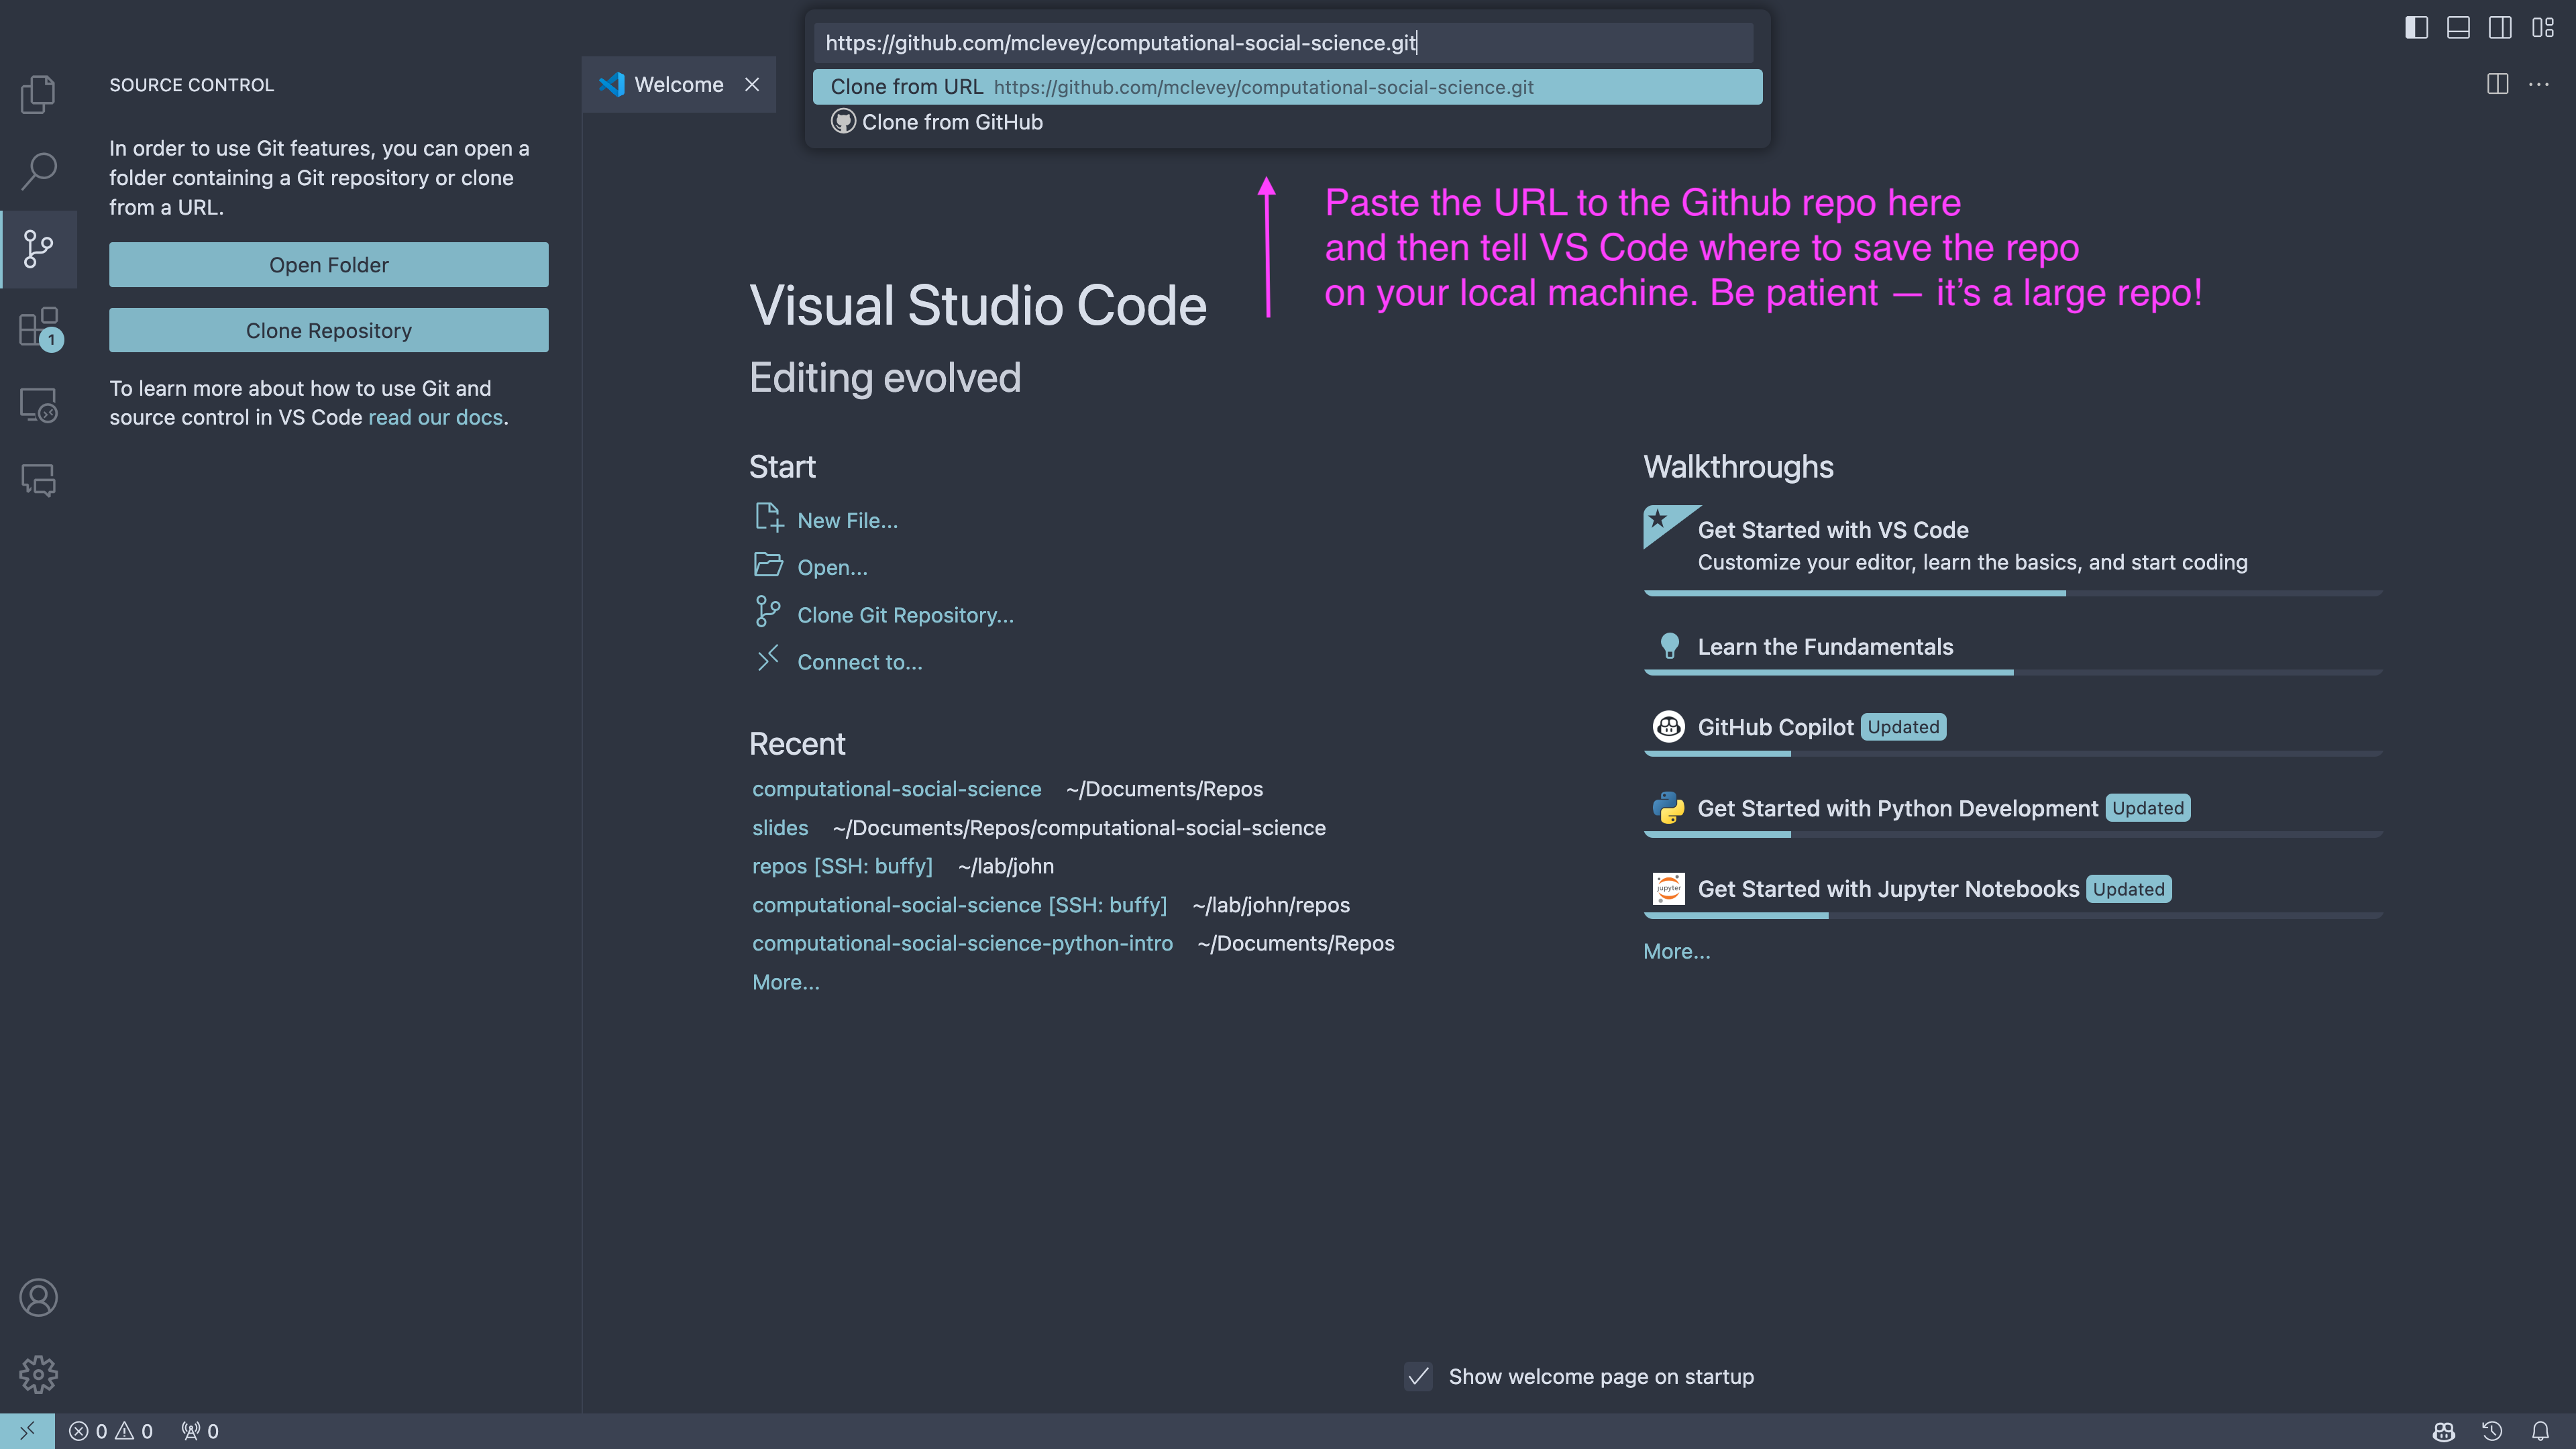 https://github.com/mclevey/computational-social-science.git
Clone from URL https://github.com/mclevey/computational-social-science.git
Clone from GitHub
SOURCE CONTROL
Welcome
In order to use Git features, you can open a
folder containing a Git repository or clone
from a URL.
Open Folder
Clone Repository
1
To learn more about how to use Git and
source control in VS Code read our docs.
Paste the URL to the Github repo here
and then tell VS Code where to save the repo
on your local machine. Be patient — it's a large repo!
Visual Studio Code
Editing evolved
Start
New File...
Open...
Clone Git Repository...
Connect to...
Recent
computational-social-science ~/Documents/Repos
slides ~/Documents/Repos/computational-social-science
repos [SSH: buffy] ~/lab/john
computational-social-science [SSH: buffy] ~/lab/john/repos
computational-social-science-python-intro ~/Documents/Repos
More...
Walkthroughs
Get Started with VS Code
Customize your editor, learn the basics, and start coding
Learn the Fundamentals
GitHub Copilot Updated
Get Started with Python Development Updated
jupyter
Get Started with Jupyter Notebooks Updated
More...
Show welcome page on startup
0 0 0